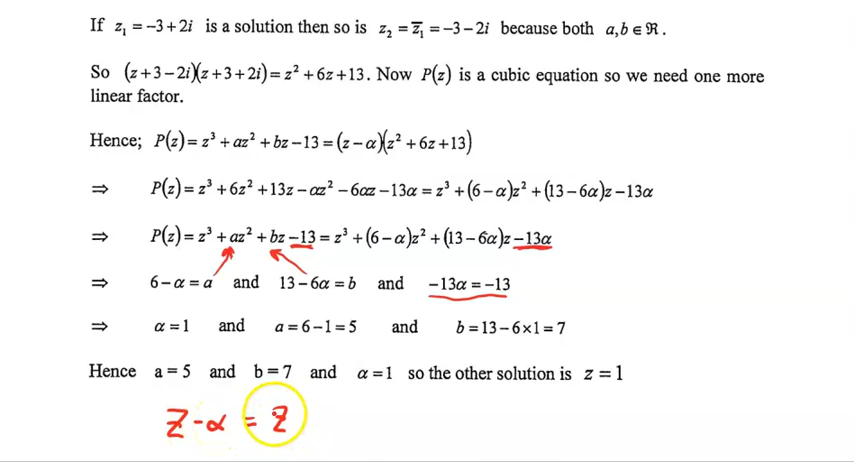 If z₁ = −3+2i is a solution then so is z₂ = z̄₁ = −3−2i because both a,b ∈ ℜ.
So (z+3−2i)(z+3+2i) = z² + 6z + 13. Now P(z) is a cubic equation so we need one more
linear factor.
Hence; P(z) = z³ + az² + bz − 13 = (z−α)(z² + 6z + 13)
⇒ P(z) = z³ + 6z² + 13z − αz² − 6αz − 13α = z³ + (6−α)z² + (13−6α)z − 13α
⇒ P(z) = z³ + az² + bz − 13 = z³ + (6−α)z² + (13−6α)z − 13α
⇒ 6−α = a and 13−6α = b and −13α = −13
⇒ α = 1 and a = 6−1 = 5 and b = 13−6×1 = 7
Hence a = 5 and b = 7 and α = 1 so the other solution is z = 1
Z - α = Z